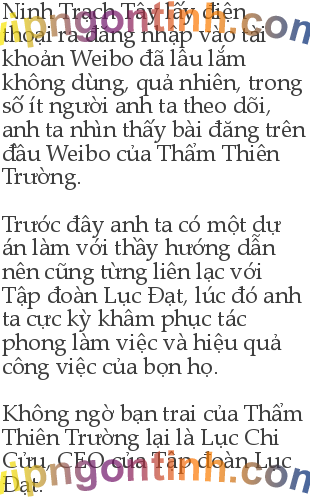 Ninh Trạch Tây lấy điện
thoại ra đăng nhập vào tài
khoản Weibo đã lâu lắm
không dùng, quả nhiên, trong
số ít người anh ta theo dõi,
anh ta nhìn thấy bài đăng trên
đầu Weibo của Thẩm Thiên
Trường.
Trước đây anh ta có một dự
án làm với thầy hướng dẫn
nên cũng từng liên lạc với
Tập đoàn Lục Đạt, lúc đó anh
ta cực kỳ khâm phục tác
phong làm việc và hiệu quả
công việc của bọn họ.
Không ngờ bạn trai của Thẩm
Thiên Trường lại là Lục Chi
Cửu, CEO của Tập đoàn Lục
Đạt.